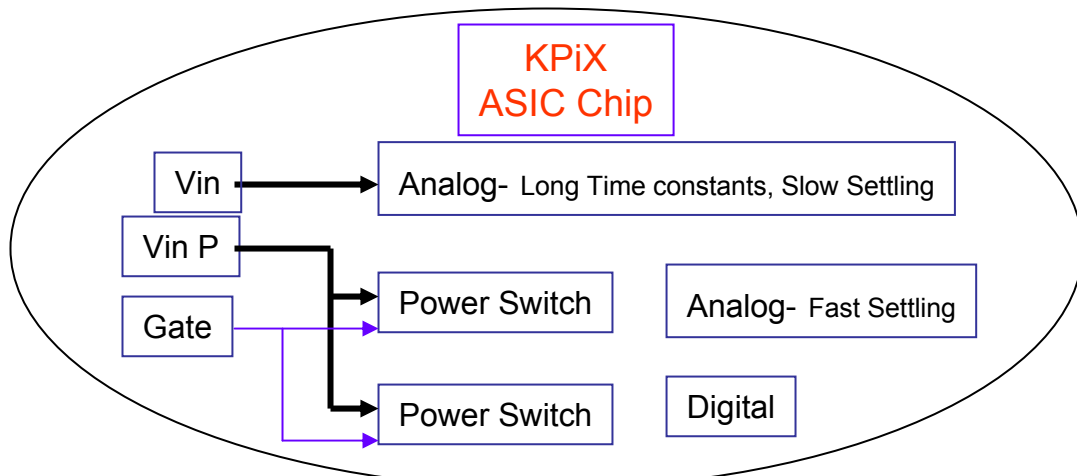 KPiX
ASIC Chip
Vin
Analog- Long Time constants, Slow Settling
Vin P
Gate
Power Switch
Analog- Fast Settling
Power Switch
Digital